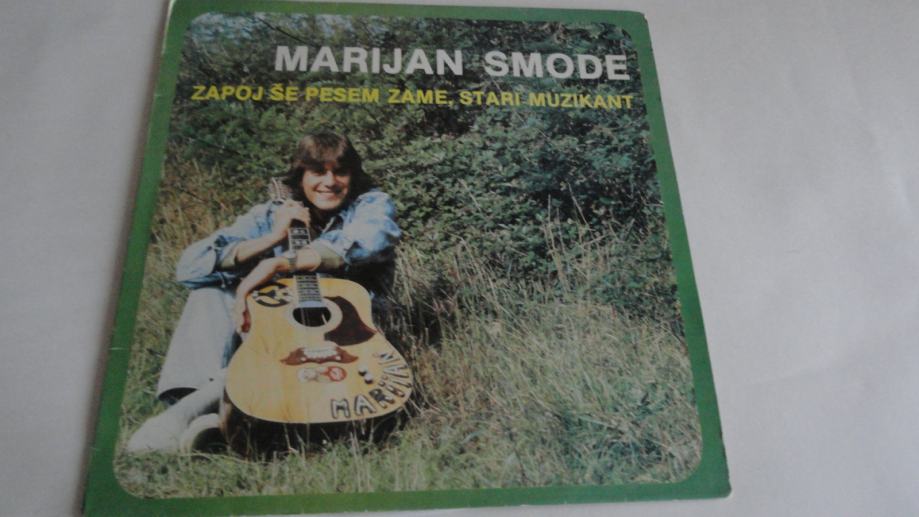 MARIJAN SMODE
ZAPOJ ŠE PESEM ZAME, STARI MUZIKANT
MARIJAN